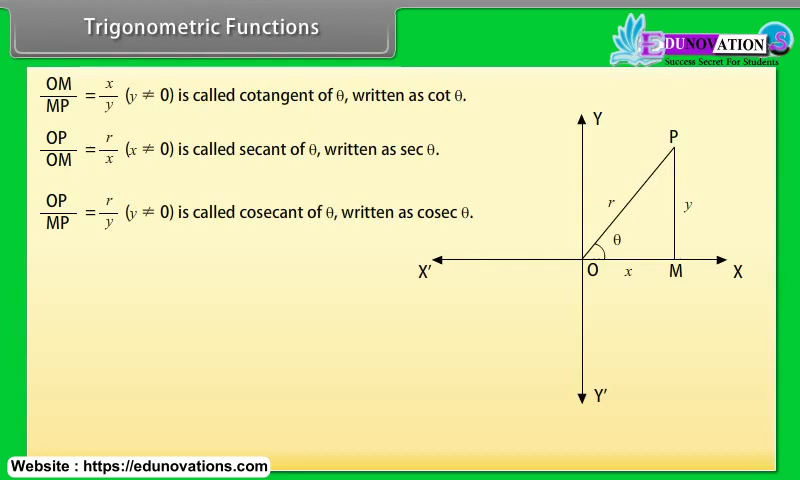 Trigonometric Functions
EDUNOVATION S
Success Secret For Students
OM/MP = x/y (y ≠ 0) is called cotangent of θ, written as cot θ.
OP/OM = r/x (x ≠ 0) is called secant of θ, written as sec θ.
OP/MP = r/y (y ≠ 0) is called cosecant of θ, written as cosec θ.
Y
P
r
y
θ
X′
O
x
M
X
Y′
Website : https://edunovations.com